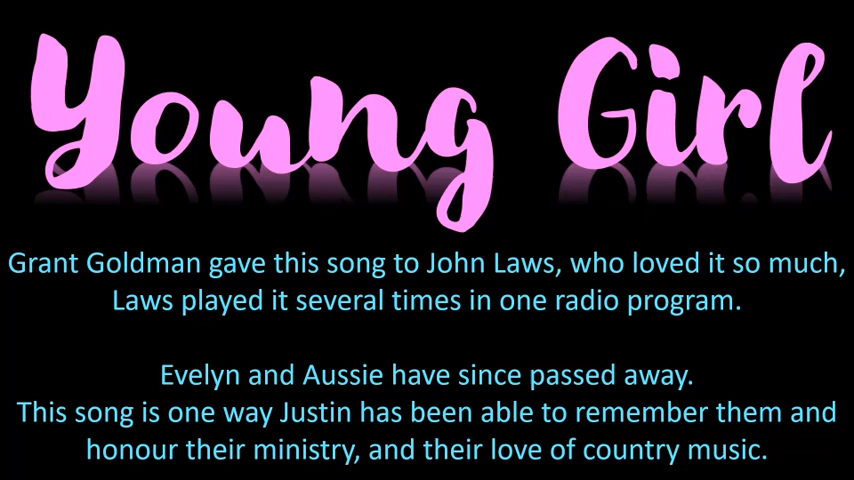 Young Girl
Grant Goldman gave this song to John Laws, who loved it so much,
Laws played it several times in one radio program.
Evelyn and Aussie have since passed away.
This song is one way Justin has been able to remember them and
honour their ministry, and their love of country music.